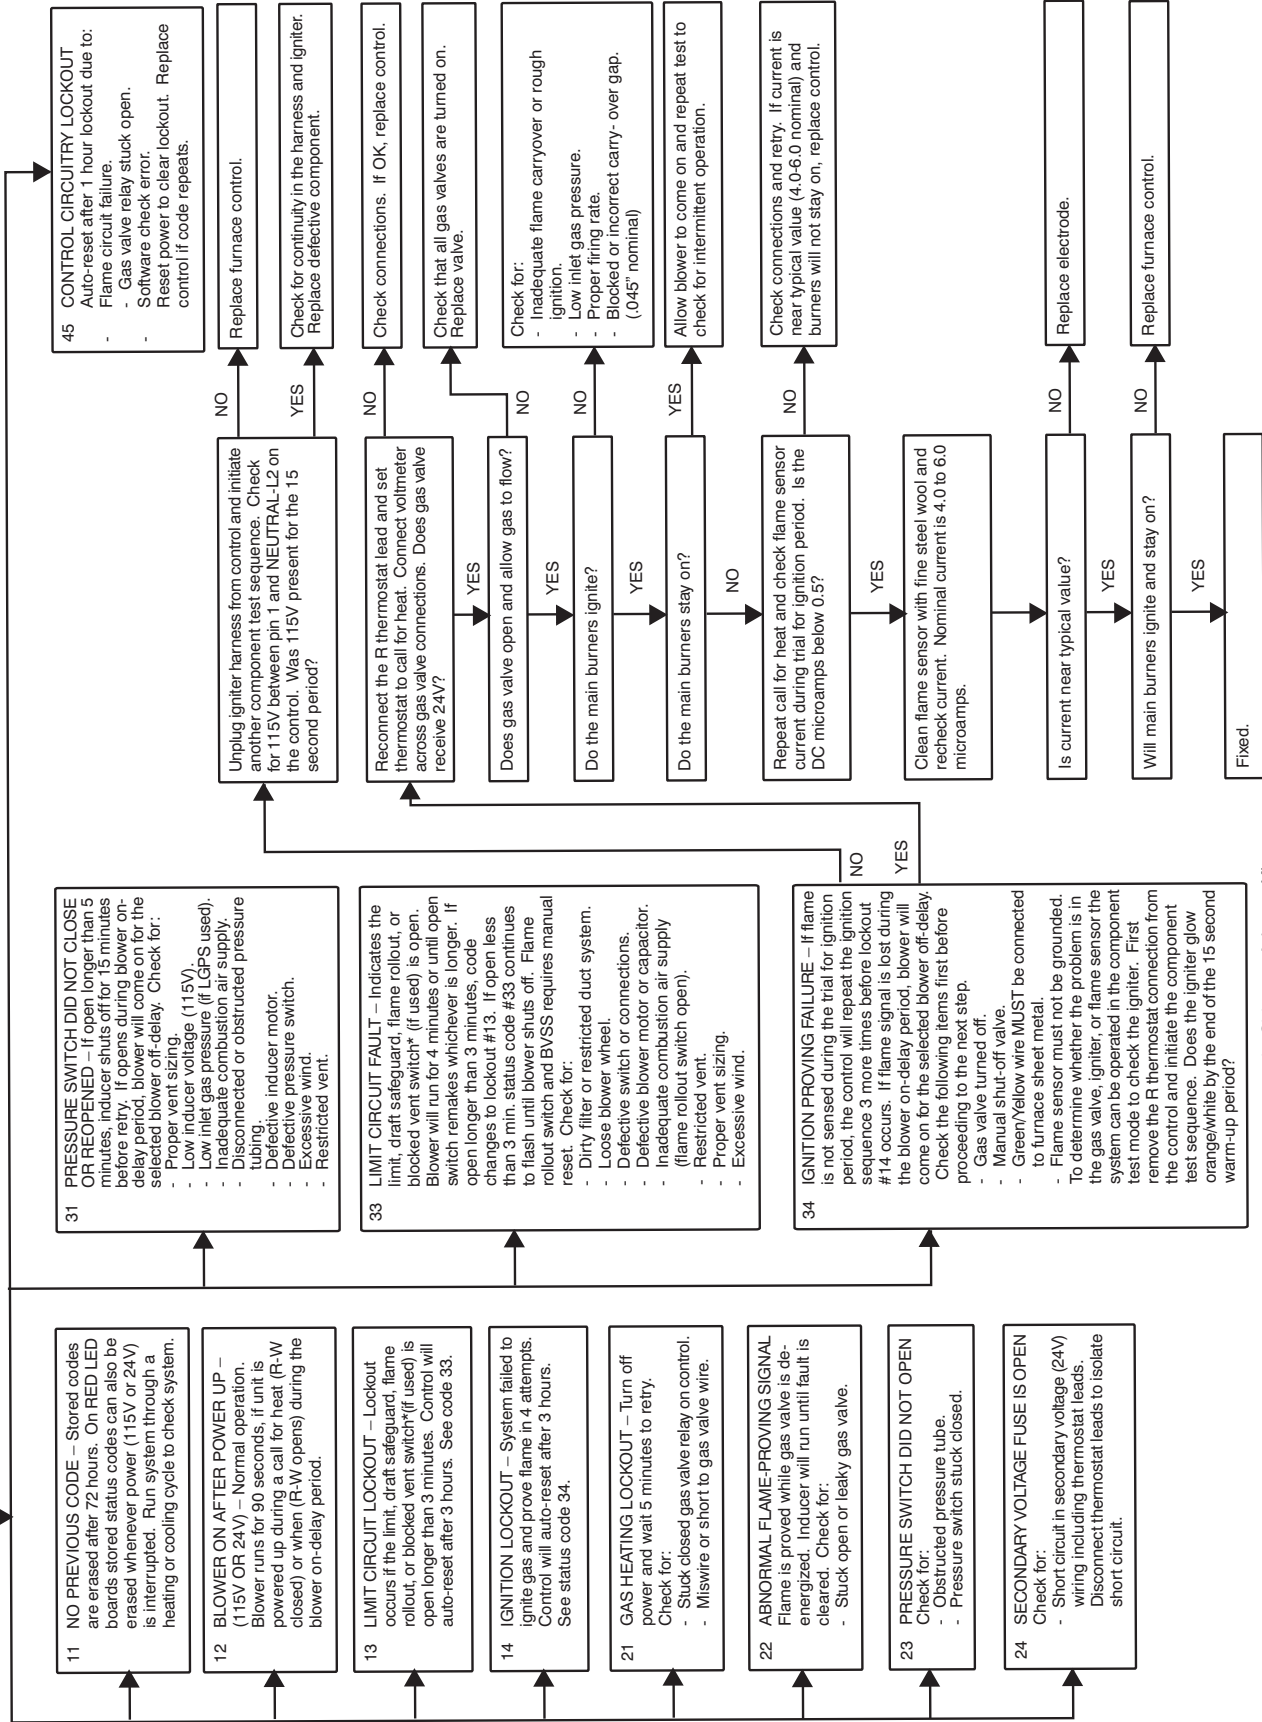 11 NO PREVIOUS CODE – Stored codes
are erased after 72 hours. On RED LED
boards stored status codes can also be
erased whenever power (115V or 24V)
is interrupted. Run system through a
heating or cooling cycle to check system.
12 BLOWER ON AFTER POWER UP –
(115V OR 24V) – Normal operation.
Blower runs for 90 seconds, if unit is
powered up during a call for heat (R-W
closed) or when (R-W opens) during the
blower on-delay period.
13 LIMIT CIRCUIT LOCKOUT – Lockout
occurs if the limit, draft safeguard, flame
rollout, or blocked vent switch*(if used) is
open longer than 3 minutes. Control will
auto-reset after 3 hours. See code 33.
14 IGNITION LOCKOUT – System failed to
ignite gas and prove flame in 4 attempts.
Control will auto-reset after 3 hours.
See status code 34.
21 GAS HEATING LOCKOUT – Turn off
power and wait 5 minutes to retry.
Check for:
- Stuck closed gas valve relay on control.
- Miswire or short to gas valve wire.
22 ABNORMAL FLAME-PROVING SIGNAL
Flame is proved while gas valve is de-
energized. Inducer will run until fault is
cleared. Check for:
- Stuck open or leaky gas valve.
23 PRESSURE SWITCH DID NOT OPEN
Check for:
- Obstructed pressure tube.
- Pressure switch stuck closed.
24 SECONDARY VOLTAGE FUSE IS OPEN
Check for:
- Short circuit in secondary voltage (24V)
wiring including thermostat leads.
Disconnect thermostat leads to isolate
short circuit.
31 PRESSURE SWITCH DID NOT CLOSE
OR REOPENED – If open longer than 5
minutes, inducer shuts off for 15 minutes
before retry. If opens during blower on-
delay period, blower will come on for the
selected blower off-delay. Check for:
- Proper vent sizing.
- Low inducer voltage (115V).
- Low inlet gas pressure (if LGPS used).
- Inadequate combustion air supply.
- Disconnected or obstructed pressure
tubing.
- Defective inducer motor.
- Defective pressure switch.
- Excessive wind.
- Restricted vent.
33 LIMIT CIRCUIT FAULT – Indicates the
limit, draft safeguard, flame rollout, or
blocked vent switch* (if used) is open.
Blower will run for 4 minutes or until open
switch remakes whichever is longer. If
open longer than 3 minutes, code
changes to lockout #13. If open less
than 3 min. status code #33 continues
to flash until blower shuts off. Flame
rollout switch and BVSS requires manual
reset. Check for:
- Dirty filter or restricted duct system.
- Loose blower wheel.
- Defective switch or connections.
- Defective blower motor or capacitor.
- Inadequate combustion air supply
(flame rollout switch open).
- Restricted vent.
- Proper vent sizing.
- Excessive wind.
34 IGNITION PROVING FAILURE – If flame
is not sensed during the trial for ignition
period, the control will repeat the ignition
sequence 3 more times before lockout
#14 occurs. If flame signal is lost during
the blower on-delay period, blower will
come on for the selected blower off-delay.
Check the following items first before
proceeding to the next step.
- Gas valve turned off.
- Manual shut-off valve.
- Green/Yellow wire MUST be connected
to furnace sheet metal.
- Flame sensor must not be grounded.
To determine whether the problem is in
the gas valve, igniter, or flame sensor the
system can be operated in the component
test mode to check the igniter. First
remove the R thermostat connection from
the control and initiate the component
test sequence. Does the igniter glow
orange/white by the end of the 15 second
warm-up period?
NO
YES
45 CONTROL CIRCUITRY LOCKOUT
Auto-reset after 1 hour lockout due to:
- Flame circuit failure.
- Gas valve relay stuck open.
- Software check error.
Reset power to clear lockout. Replace
control if code repeats.
Unplug igniter harness from control and initiate
another component test sequence. Check
for 115V between pin 1 and NEUTRAL-L2 on
the control. Was 115V present for the 15
second period?
NO
Replace furnace control.
YES
Check for continuity in the harness and igniter.
Replace defective component.
Reconnect the R thermostat lead and set
thermostat to call for heat. Connect voltmeter
across gas valve connections. Does gas valve
receive 24V?
NO
Check connections. If OK, replace control.
YES
Does gas valve open and allow gas to flow?
NO
Check that all gas valves are turned on.
Replace valve.
YES
Do the main burners ignite?
NO
Check for:
- Inadequate flame carryover or rough
ignition.
- Low inlet gas pressure.
- Proper firing rate.
- Blocked or incorrect carry- over gap.
(.045" nominal)
YES
Do the main burners stay on?
YES
Allow blower to come on and repeat test to
check for intermittent operation.
NO
Repeat call for heat and check flame sensor
current during trial for ignition period. Is the
DC microamps below 0.5?
NO
Check connections and retry. If current is
near typical value (4.0-6.0 nominal) and
burners will not stay on, replace control.
YES
Clean flame sensor with fine steel wool and
recheck current. Nominal current is 4.0 to 6.0
microamps.
Is current near typical value?
NO
Replace electrode.
YES
Will main burners ignite and stay on?
NO
Replace furnace control.
YES
Fixed.